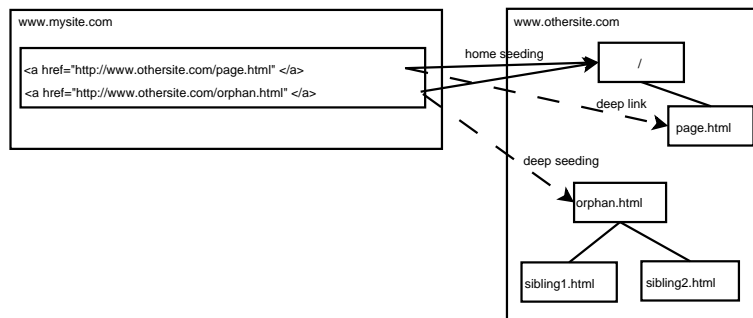 www.mysite.com
<a href="http://www.othersite.com/page.html" </a>
<a href="http://www.othersite.com/orphan.html" </a>
home seeding
deep link
deep seeding
www.othersite.com
/
page.html
orphan.html
sibling1.html
sibling2.html